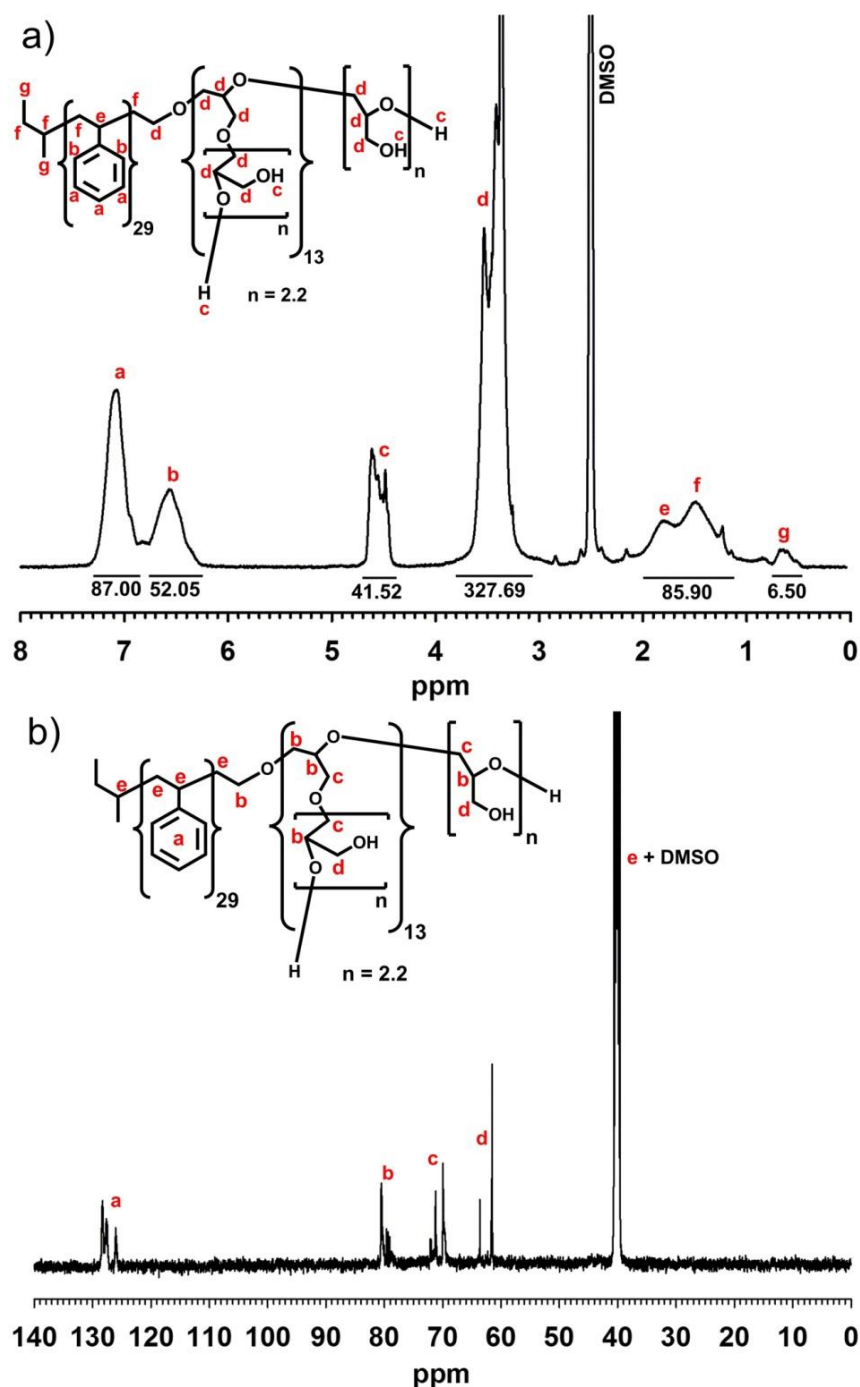 a)
g
f
f
g
f
e
f
b
b
a
a
a
29
O
d
d
d
O
d
O
d
d
OH
c
d
O
n
13
H
c
n = 2.2
d
d
O
c
H
d
OH
c
n
DMSO
a
b
c
d
e
f
g
87.00
52.05
41.52
327.69
85.90
6.50
8
7
6
5
4
3
2
1
0
ppm
b)
e
e
e
e
a
29
O
b
b
b
O
c
O
c
b
OH
d
O
n
13
H
n = 2.2
c
b
O
H
d
OH
n
e + DMSO
a
b
c
d
140
130
120
110
100
90
80
70
60
50
40
30
20
10
0
ppm